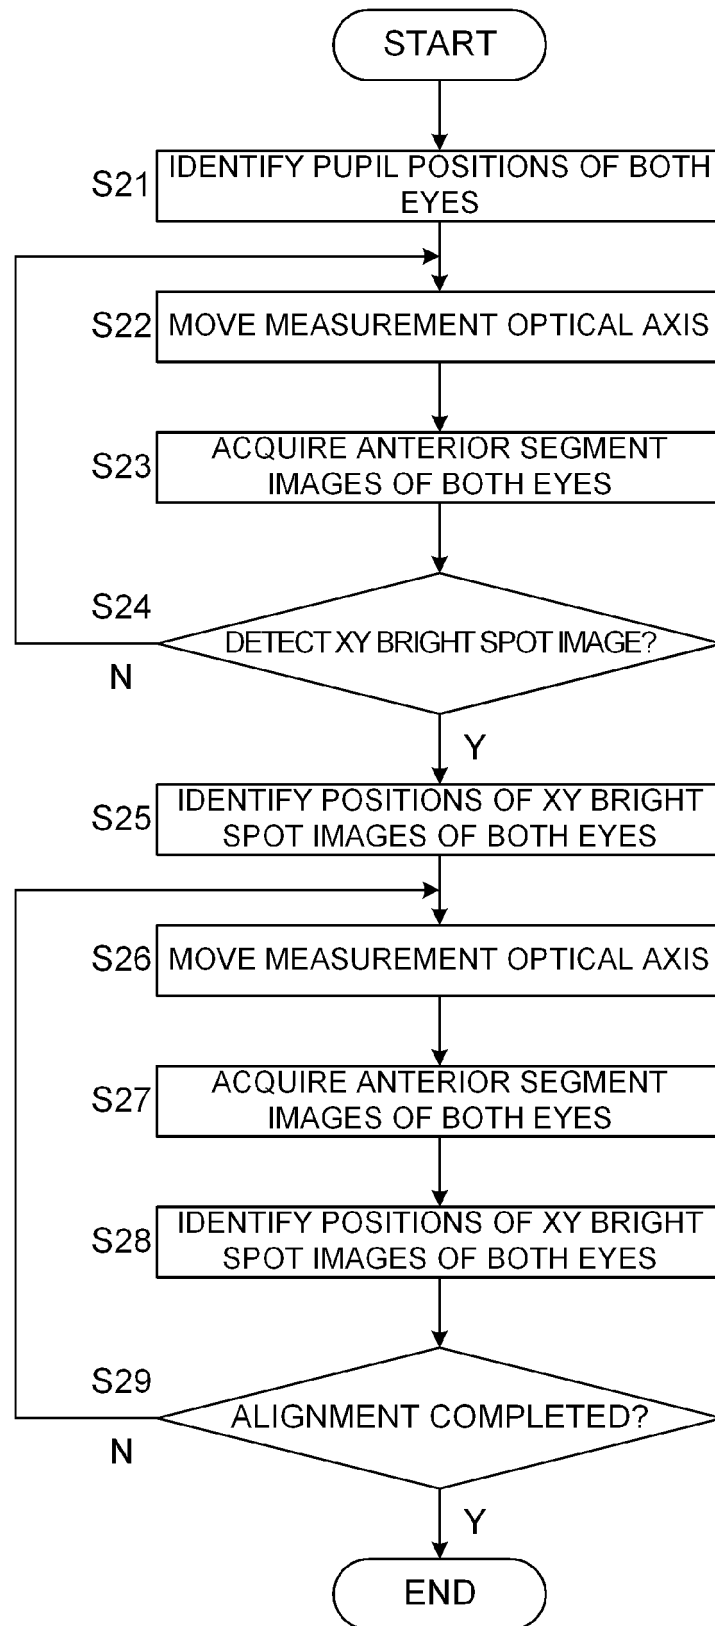 START
S21
IDENTIFY PUPIL POSITIONS OF BOTH
EYES
S22
MOVE MEASUREMENT OPTICAL AXIS
S23
ACQUIRE ANTERIOR SEGMENT
IMAGES OF BOTH EYES
S24
DETECT XY BRIGHT SPOT IMAGE?
N
Y
S25
IDENTIFY POSITIONS OF XY BRIGHT
SPOT IMAGES OF BOTH EYES
S26
MOVE MEASUREMENT OPTICAL AXIS
S27
ACQUIRE ANTERIOR SEGMENT
IMAGES OF BOTH EYES
S28
IDENTIFY POSITIONS OF XY BRIGHT
SPOT IMAGES OF BOTH EYES
S29
ALIGNMENT COMPLETED?
N
Y
END